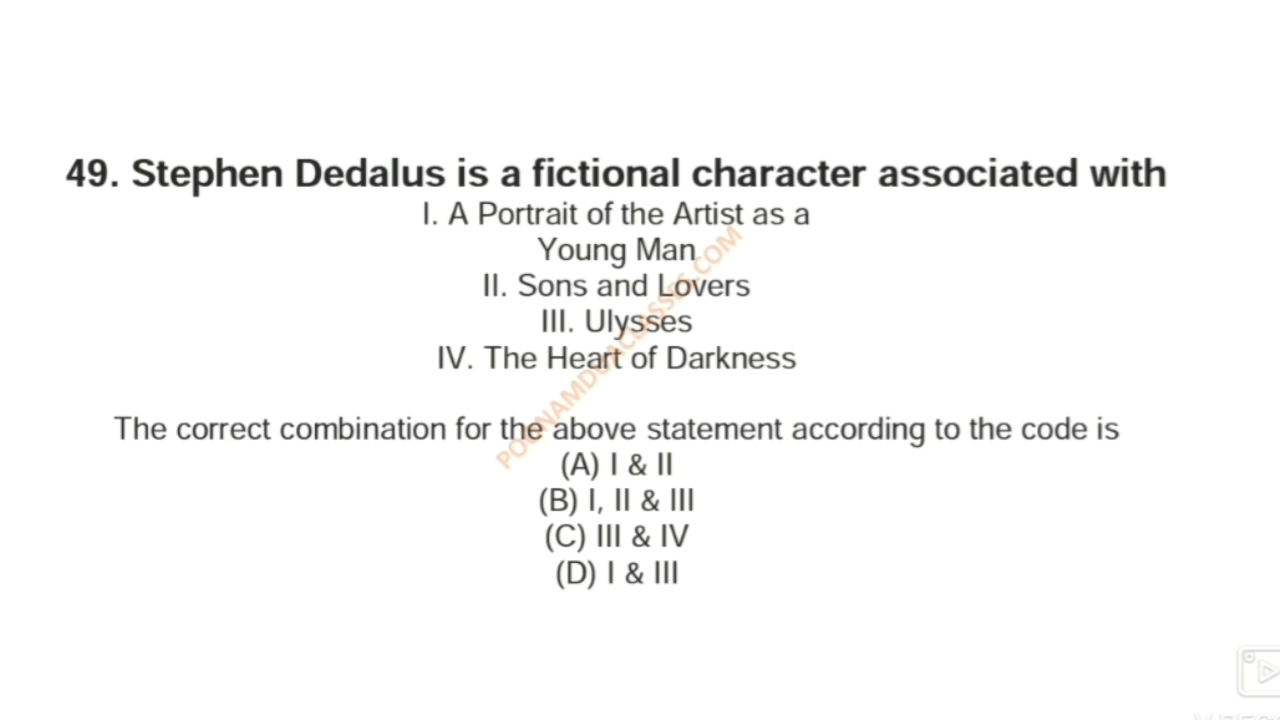 49. Stephen Dedalus is a fictional character associated with
I. A Portrait of the Artist as a
Young Man
II. Sons and Lovers
III. Ulysses
IV. The Heart of Darkness
POONAMDUACLASSES.COM
The correct combination for the above statement according to the code is
(A) I & II
(B) I, II & III
(C) III & IV
(D) I & III